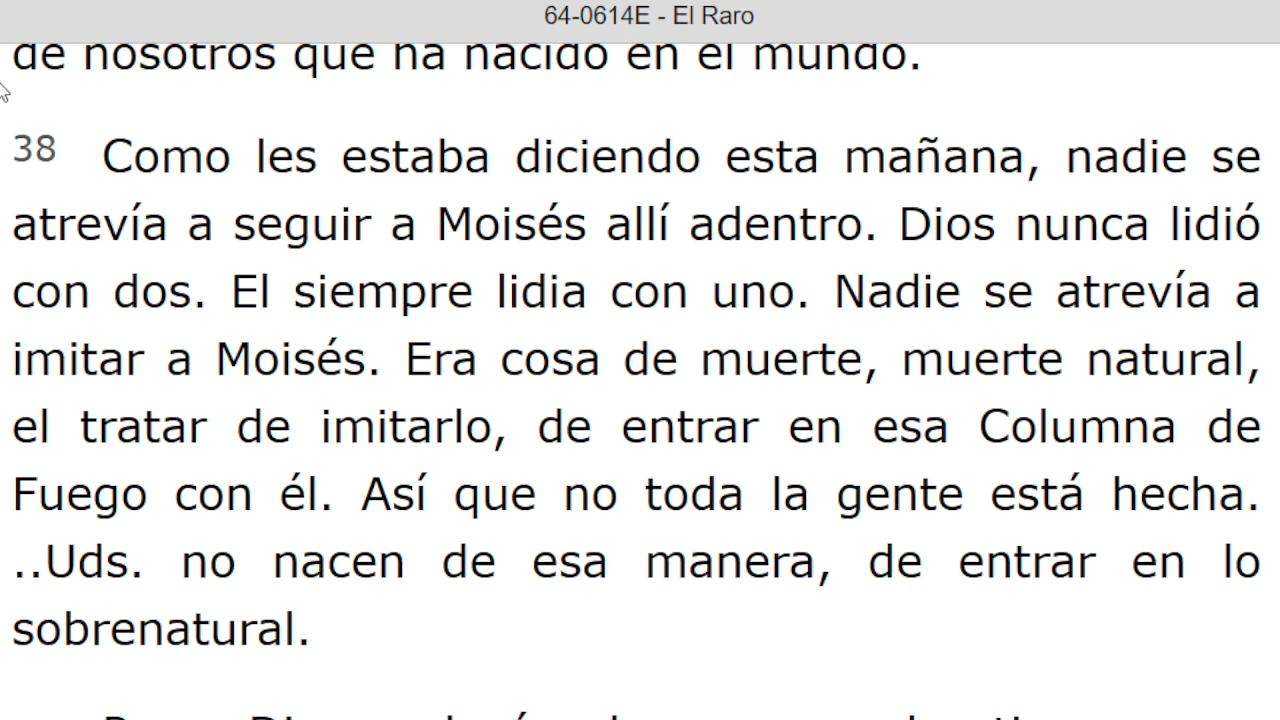 64-0614E - El Raro
de nosotros que ha nacido en el mundo.
38 Como les estaba diciendo esta mañana, nadie se
atrevía a seguir a Moisés allí adentro. Dios nunca lidió
con dos. El siempre lidia con uno. Nadie se atrevía a
imitar a Moisés. Era cosa de muerte, muerte natural,
el tratar de imitarlo, de entrar en esa Columna de
Fuego con él. Así que no toda la gente está hecha.
..Uds. no nacen de esa manera, de entrar en lo
sobrenatural.